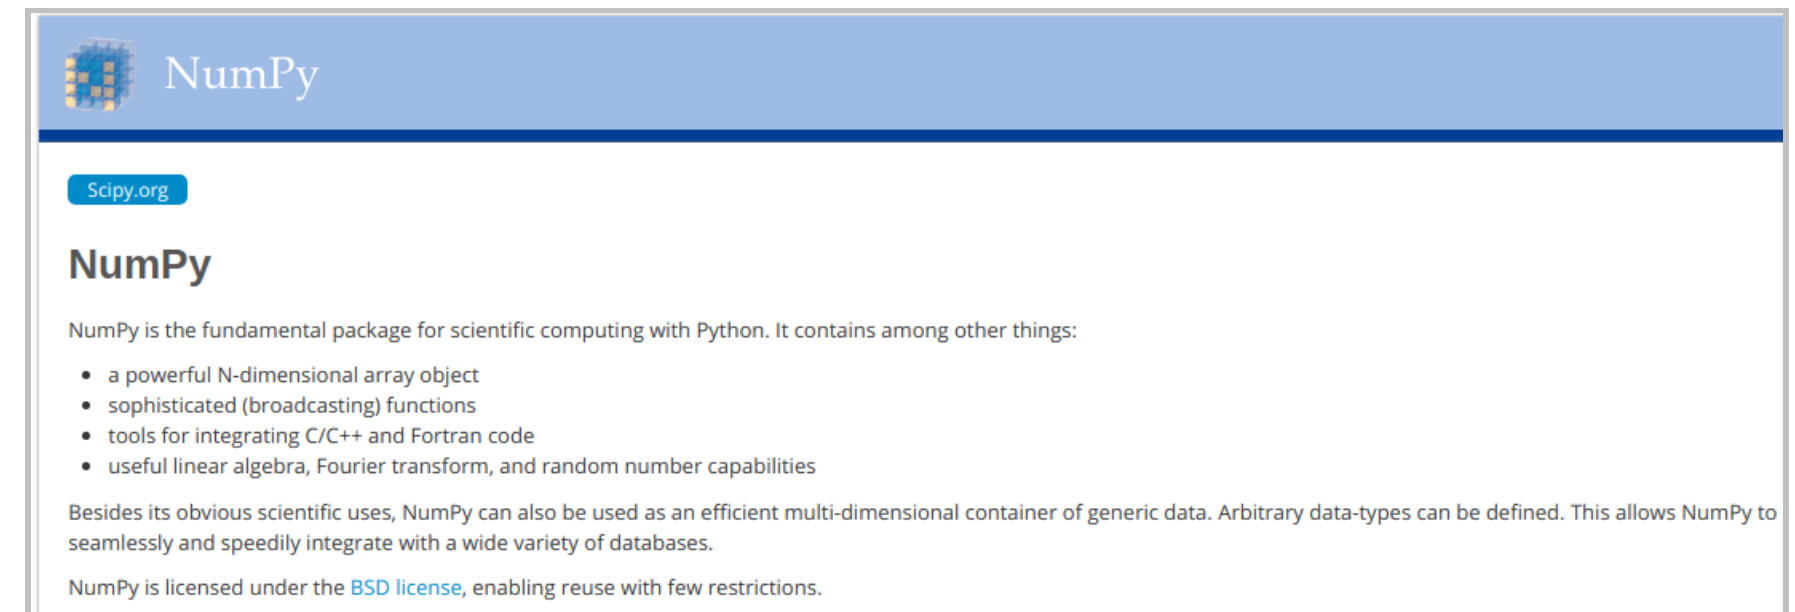 NumPy
Scipy.org
NumPy
NumPy is the fundamental package for scientific computing with Python. It contains among other things:
• a powerful N-dimensional array object
• sophisticated (broadcasting) functions
• tools for integrating C/C++ and Fortran code
• useful linear algebra, Fourier transform, and random number capabilities
Besides its obvious scientific uses, NumPy can also be used as an efficient multi-dimensional container of generic data. Arbitrary data-types can be defined. This allows NumPy to
seamlessly and speedily integrate with a wide variety of databases.
NumPy is licensed under the BSD license, enabling reuse with few restrictions.